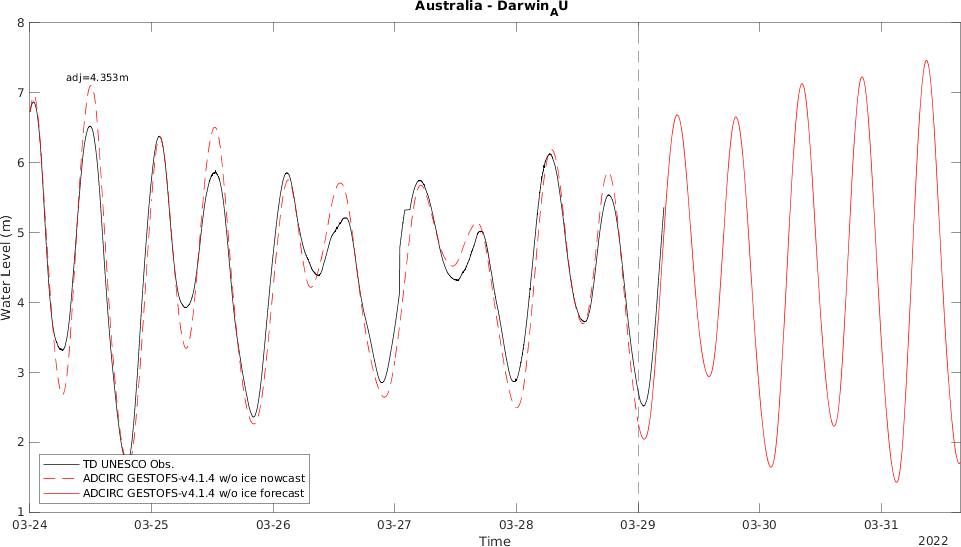 Australia - Darwin_AU
8
adj=4.353m
7
6
5
4
3
2
1
Water Level (m)
TD UNESCO Obs.
ADCIRC GESTOFS-v4.1.4 w/o ice nowcast
ADCIRC GESTOFS-v4.1.4 w/o ice forecast
03-24 03-25 03-26 03-27 03-28 03-29 03-30 03-31
Time
2022